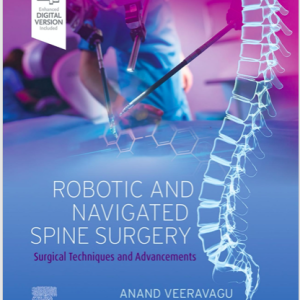 Enhanced
DIGITAL
VERSION
Included
ROBOTIC AND
NAVIGATED
SPINE SURGERY
Surgical Techniques and Advancements
ANAND VEERAVAGU